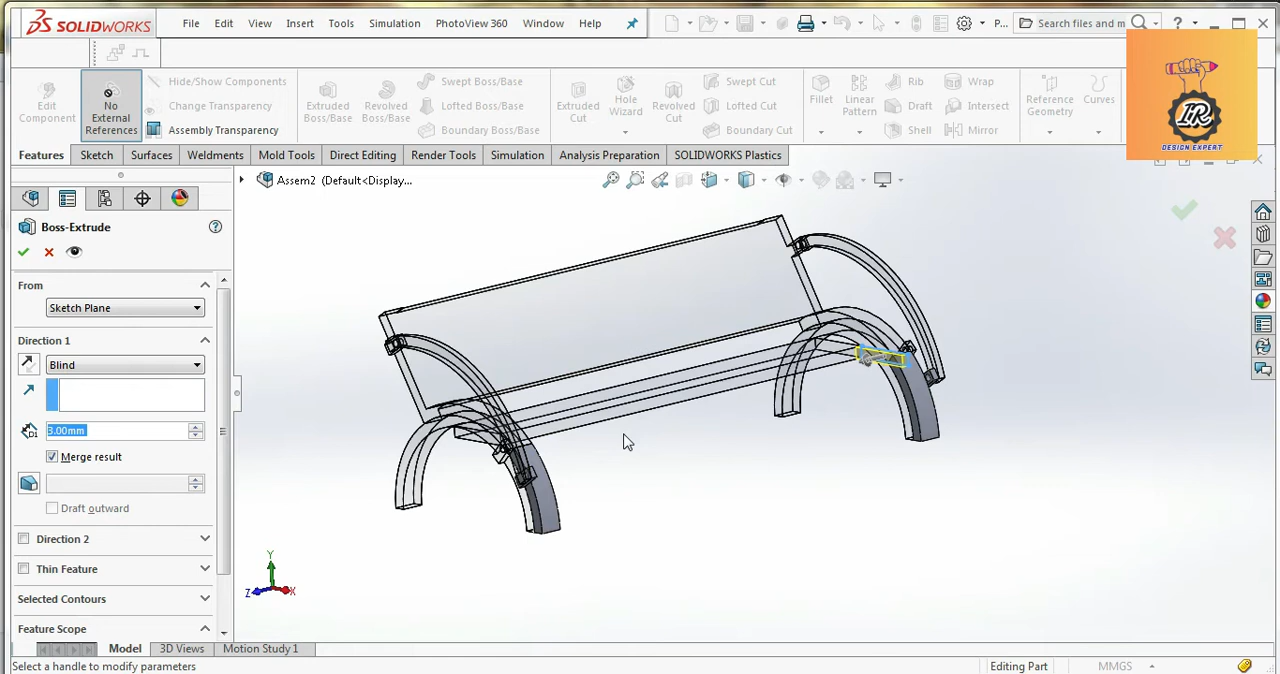 SOLIDWORKS File Edit View Insert Tools Simulation PhotoView 360 Window Help P... Search files and m ?
Edit Component
No External References
Hide/Show Components
Change Transparency
Assembly Transparency
Extruded Boss/Base
Revolved Boss/Base
Swept Boss/Base
Lofted Boss/Base
Boundary Boss/Base
Extruded Cut
Hole Wizard
Revolved Cut
Swept Cut
Lofted Cut
Boundary Cut
Fillet
Linear Pattern
Rib
Draft
Shell
Wrap
Intersect
Mirror
Reference Geometry
Curves
IR
DESIGN EXPERT
Features Sketch Surfaces Weldments Mold Tools Direct Editing Render Tools Simulation Analysis Preparation SOLIDWORKS Plastics
Assem2 (Default<Display...
Boss-Extrude
From
Sketch Plane
Direction 1
Blind
D1 3.00mm
Merge result
Draft outward
Direction 2
Thin Feature
Selected Contours
Feature Scope
Y
Z X
Model 3D Views Motion Study 1
Select a handle to modify parameters Editing Part MMGS